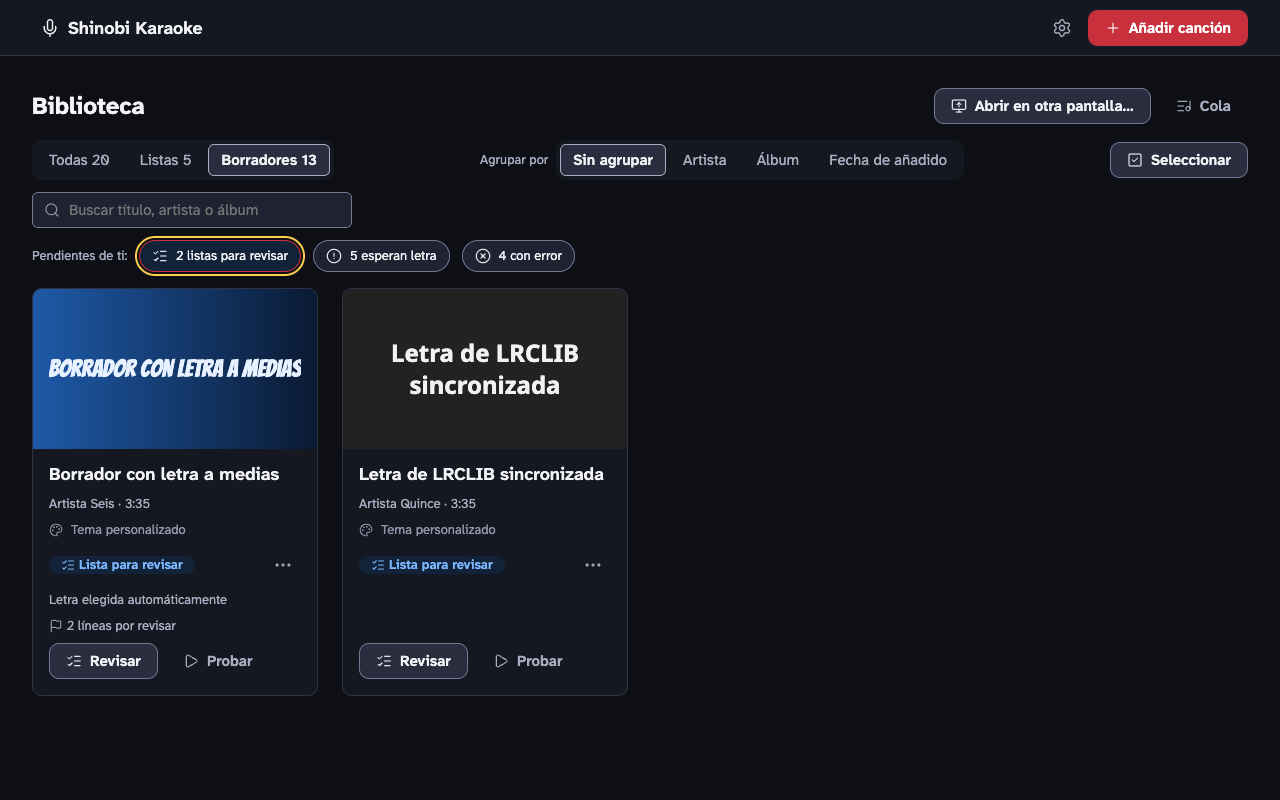 Shinobi Karaoke
Añadir canción
Biblioteca
Abrir en otra pantalla...
Cola
Todas 20
Listas 5
Borradores 13
Agrupar por
Sin agrupar
Artista
Álbum
Fecha de añadido
Seleccionar
Buscar título, artista o álbum
Pendientes de ti:
2 listas para revisar
5 esperan letra
4 con error
BORRADOR CON LETRA A MEDIAS
Borrador con letra a medias
Artista Seis · 3:35
Tema personalizado
Lista para revisar
Letra elegida automáticamente
2 líneas por revisar
Revisar
Probar
Letra de LRCLIB
sincronizada
Letra de LRCLIB sincronizada
Artista Quince · 3:35
Tema personalizado
Lista para revisar
Revisar
Probar